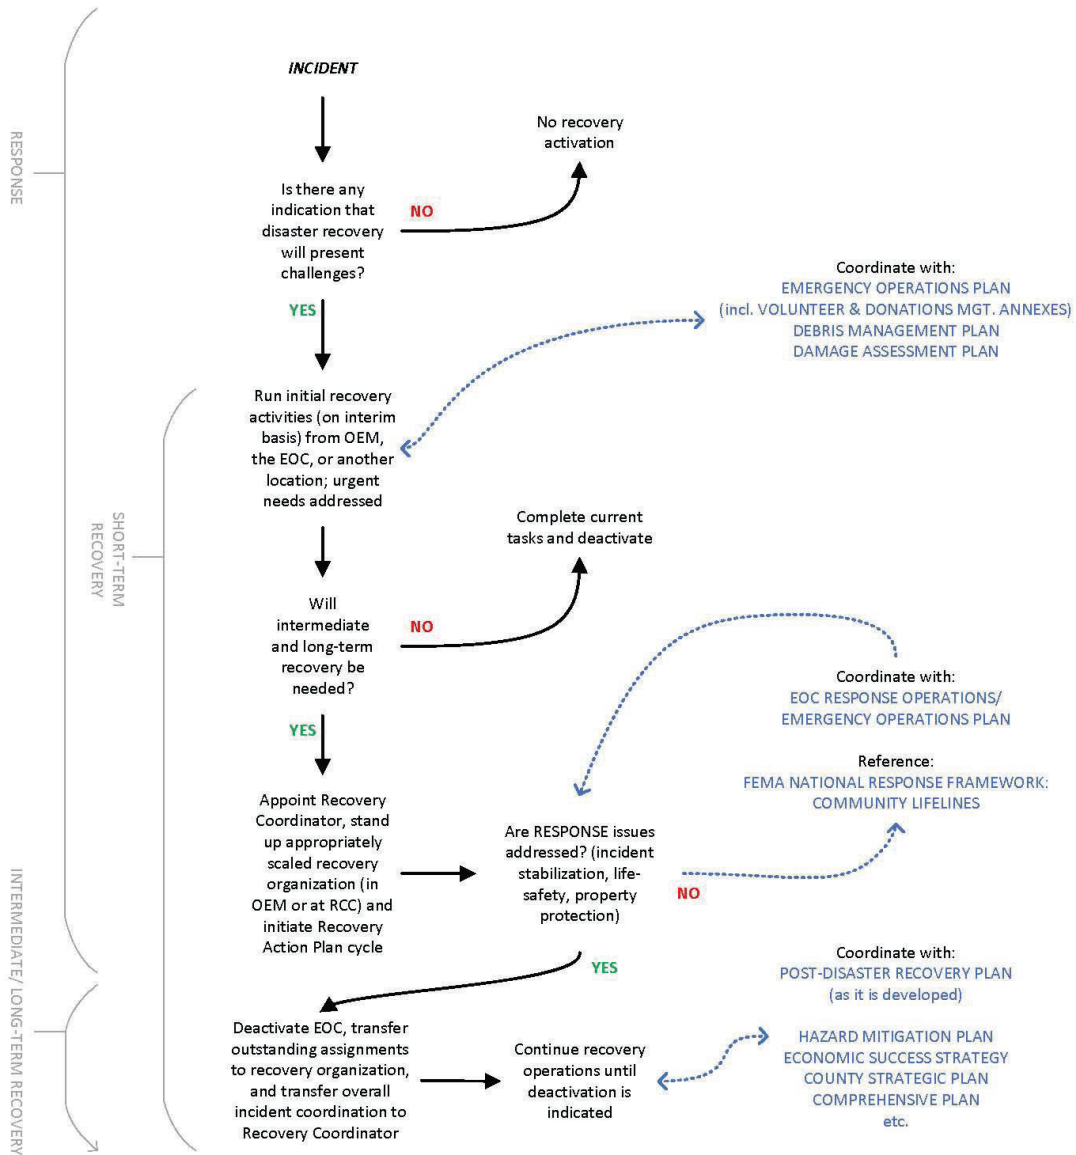 INCIDENT
No recovery
activation
RESPONSE
Is there any
indication that
disaster recovery
will present
challenges?
NO
YES
Coordinate with:
EMERGENCY OPERATIONS PLAN
(incl. VOLUNTEER & DONATIONS MGT. ANNEXES)
DEBRIS MANAGEMENT PLAN
DAMAGE ASSESSMENT PLAN
Run initial recovery
activities (on interim
basis) from OEM,
the EOC, or another
location; urgent
needs addressed
SHORT-TERM
RECOVERY
Complete current
tasks and deactivate
Will
intermediate
and long-term
recovery be
needed?
NO
YES
Coordinate with:
EOC RESPONSE OPERATIONS/
EMERGENCY OPERATIONS PLAN
Reference:
FEMA NATIONAL RESPONSE FRAMEWORK:
COMMUNITY LIFELINES
Appoint Recovery
Coordinator, stand
up appropriately
scaled recovery
organization (in
OEM or at RCC) and
initiate Recovery
Action Plan cycle
Are RESPONSE issues
addressed? (incident
stabilization, life-
safety, property
protection)
NO
YES
INTERMEDIATE/ LONG-TERM RECOVERY
Coordinate with:
POST-DISASTER RECOVERY PLAN
(as it is developed)
HAZARD MITIGATION PLAN
ECONOMIC SUCCESS STRATEGY
COUNTY STRATEGIC PLAN
COMPREHENSIVE PLAN
etc.
Deactivate EOC, transfer
outstanding assignments
to recovery organization,
and transfer overall
incident coordination to
Recovery Coordinator
Continue recovery
operations until
deactivation is
indicated